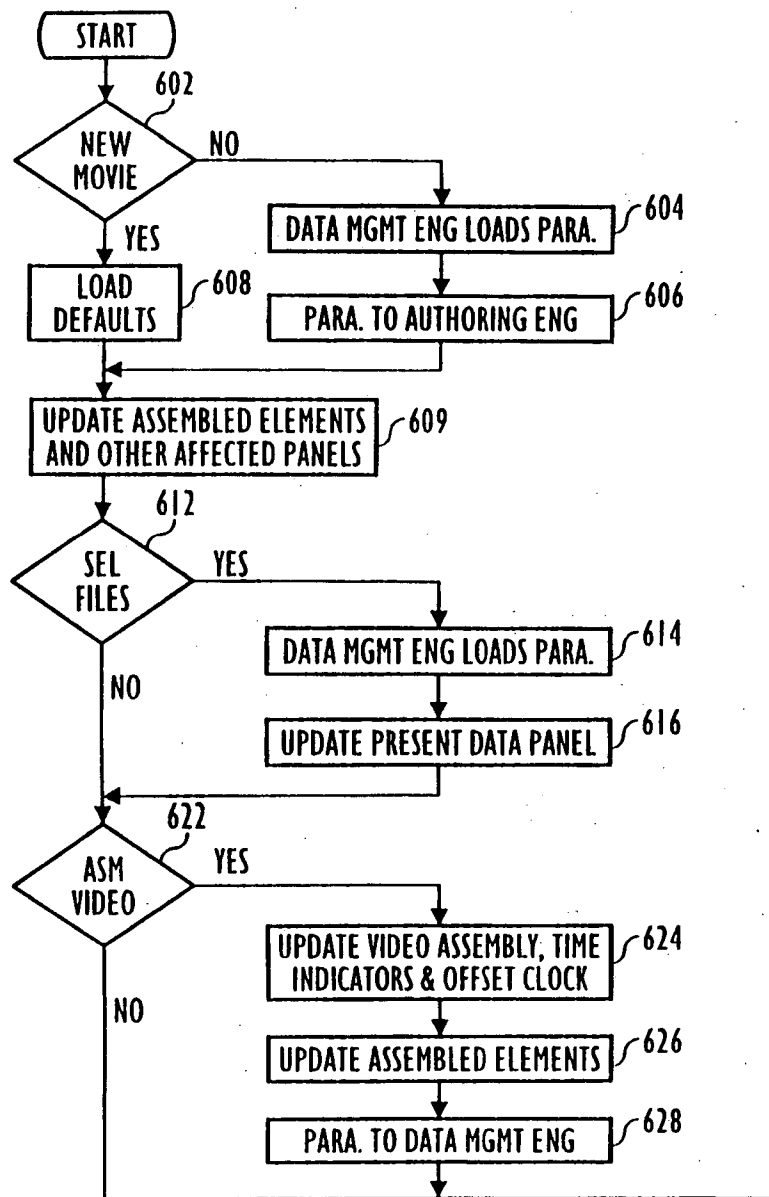 START
602
NEW
MOVIE
NO
YES
DATA MGMT ENG LOADS PARA.
604
LOAD
DEFAULTS
608
PARA. TO AUTHORING ENG
606
UPDATE ASSEMBLED ELEMENTS
AND OTHER AFFECTED PANELS
609
612
SEL
FILES
YES
NO
DATA MGMT ENG LOADS PARA.
614
UPDATE PRESENT DATA PANEL
616
622
ASM
VIDEO
YES
NO
UPDATE VIDEO ASSEMBLY, TIME
INDICATORS & OFFSET CLOCK
624
UPDATE ASSEMBLED ELEMENTS
626
PARA. TO DATA MGMT ENG
628